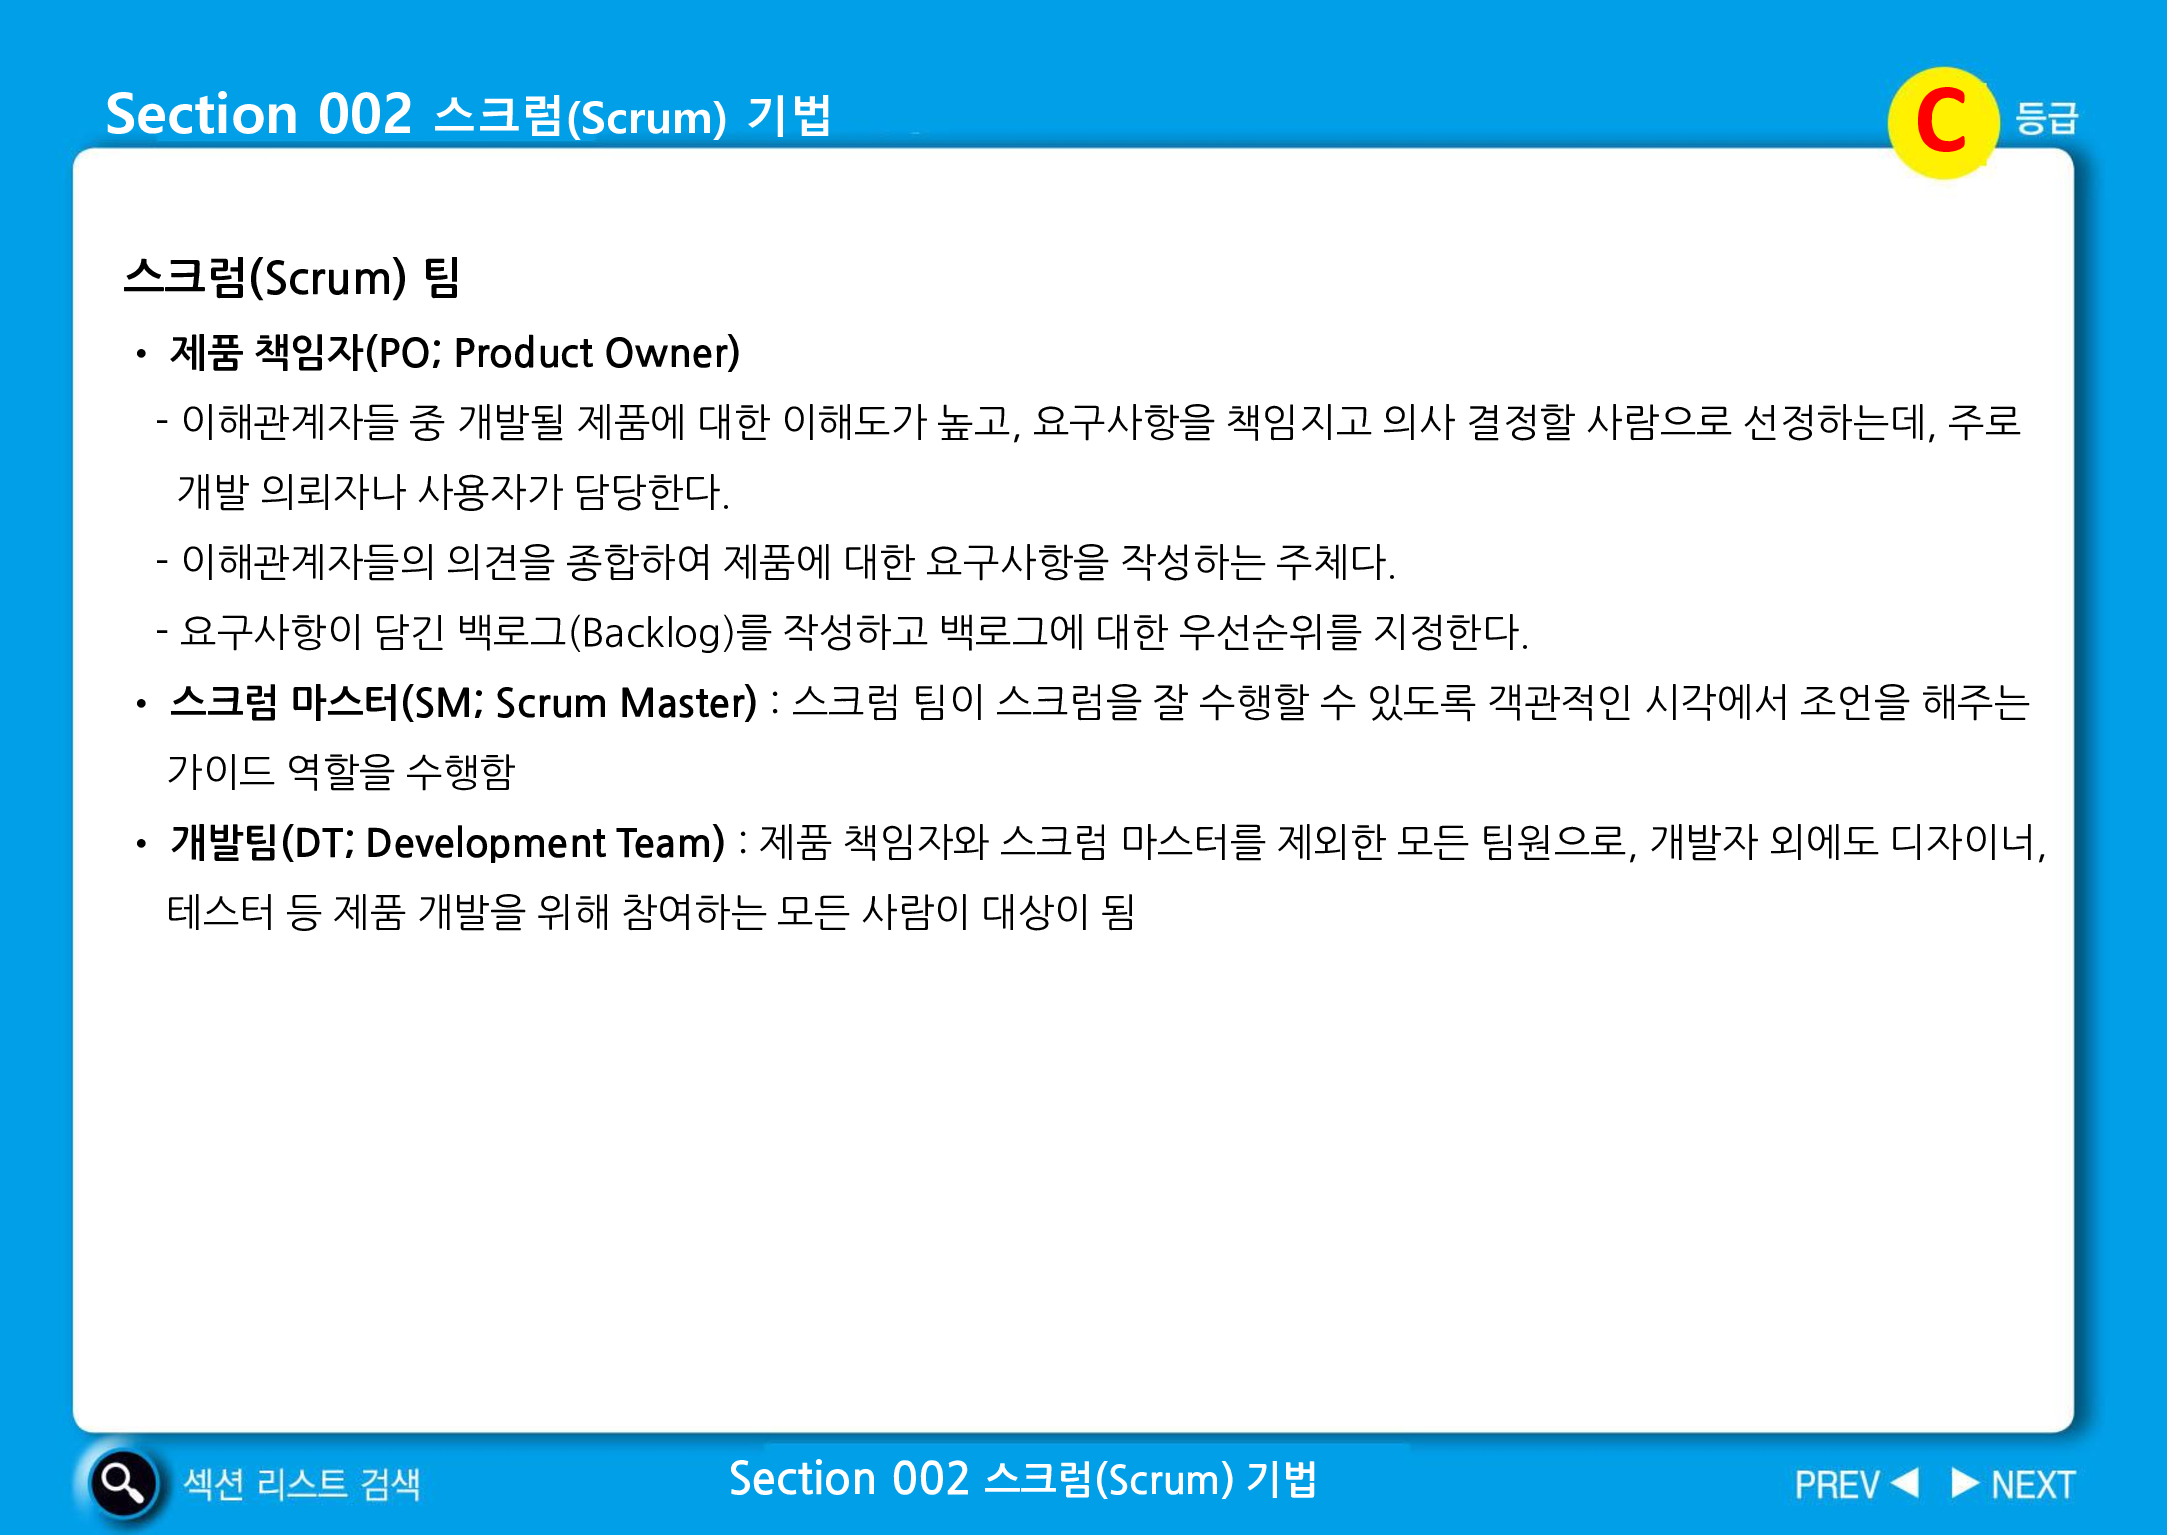 Section 002 스크럼(Scrum) 기법
C 등급
스크럼(Scrum) 팀
• 제품 책임자(PO; Product Owner)
- 이해관계자들 중 개발될 제품에 대한 이해도가 높고, 요구사항을 책임지고 의사 결정할 사람으로 선정하는데, 주로
개발 의뢰자나 사용자가 담당한다.
- 이해관계자들의 의견을 종합하여 제품에 대한 요구사항을 작성하는 주체다.
- 요구사항이 담긴 백로그(Backlog)를 작성하고 백로그에 대한 우선순위를 지정한다.
• 스크럼 마스터(SM; Scrum Master) : 스크럼 팀이 스크럼을 잘 수행할 수 있도록 객관적인 시각에서 조언을 해주는
가이드 역할을 수행함
• 개발팀(DT; Development Team) : 제품 책임자와 스크럼 마스터를 제외한 모든 팀원으로, 개발자 외에도 디자이너,
테스터 등 제품 개발을 위해 참여하는 모든 사람이 대상이 됨
섹션 리스트 검색
Section 002 스크럼(Scrum) 기법
PREV ◀ ▶ NEXT